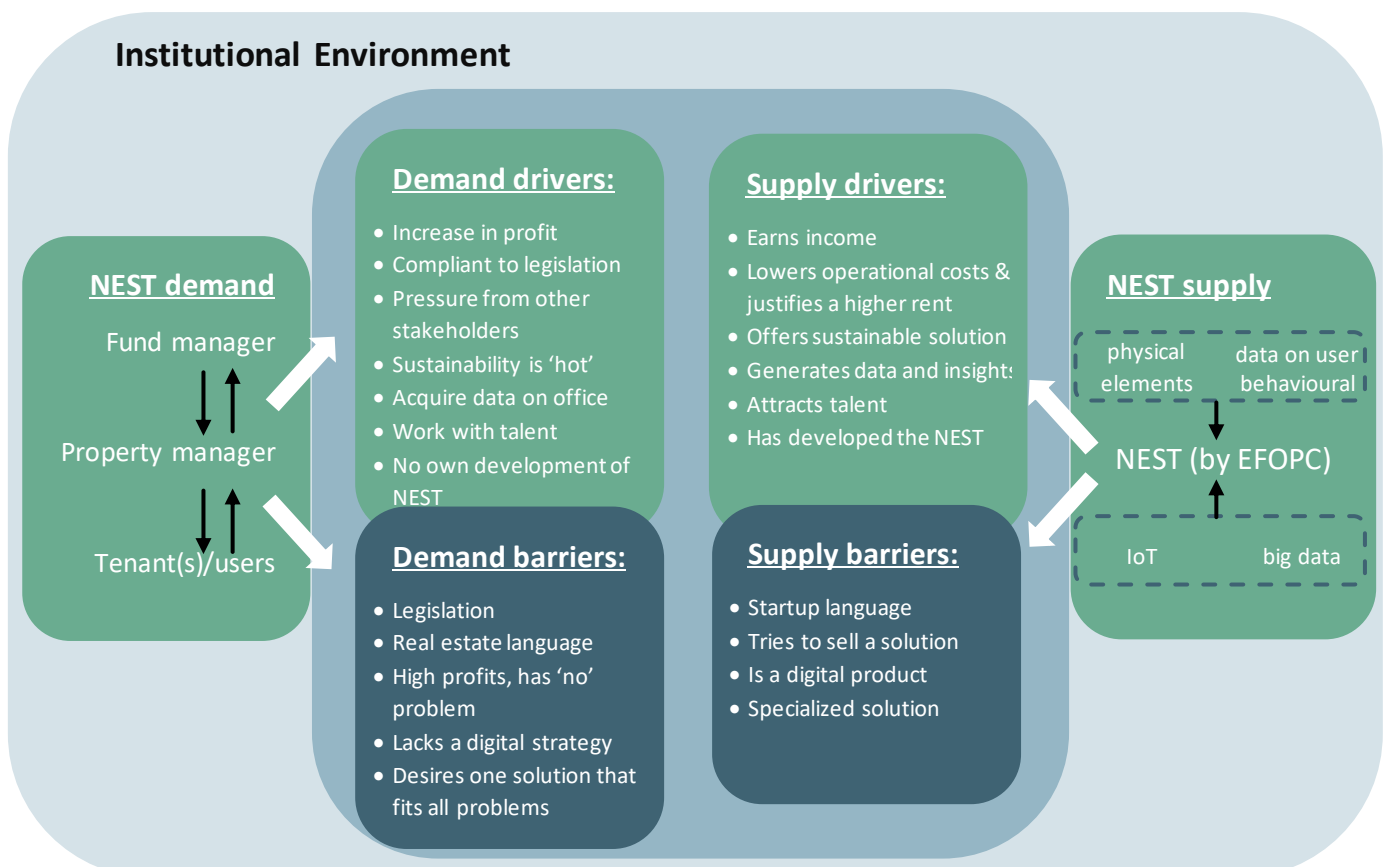 Institutional Environment
NEST demand
Fund manager
Property manager
Tenant(s)/users
Demand drivers:
• Increase in profit
• Compliant to legislation
• Pressure from other
stakeholders
• Sustainability is ‘hot’
• Acquire data on office
• Work with talent
• No own development of
NEST
Demand barriers:
• Legislation
• Real estate language
• High profits, has ‘no’
problem
• Lacks a digital strategy
• Desires one solution that
fits all problems
Supply drivers:
• Earns income
• Lowers operational costs &
justifies a higher rent
• Offers sustainable solution
• Generates data and insights
• Attracts talent
• Has developed the NEST
Supply barriers:
• Startup language
• Tries to sell a solution
• Is a digital product
• Specialized solution
NEST supply
physical
elements
data on user
behavioural
NEST (by EFOPC)
IoT
big data